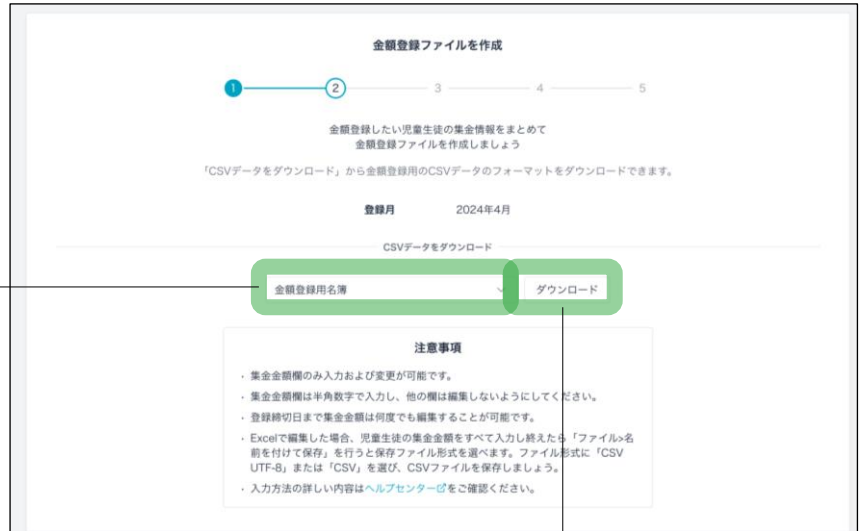 金額登録ファイルを作成
1 2 3 4 5
金額登録したい児童生徒の集金情報をまとめて
金額登録ファイルを作成しましょう
「CSVデータをダウンロード」から金額登録用のCSVデータのフォーマットをダウンロードできます。
登録月 2024年4月
CSVデータをダウンロード
金額登録用名簿 ダウンロード
注意事項
・ 集金金額欄のみ入力および変更が可能です。
・ 集金金額欄は半角数字で入力し、他の欄は編集しないようにしてください。
・ 登録締切日まで集金金額は何度でも編集することが可能です。
・ Excelで編集した場合、児童生徒の集金金額をすべて入力し終えたら「ファイル>名
前を付けて保存」を行うと保存ファイル形式を選べます。ファイル形式に「CSV
UTF-8」または「CSV」を選び、CSVファイルを保存しましょう。
・ 入力方法の詳しい内容はヘルプセンターをご確認ください。